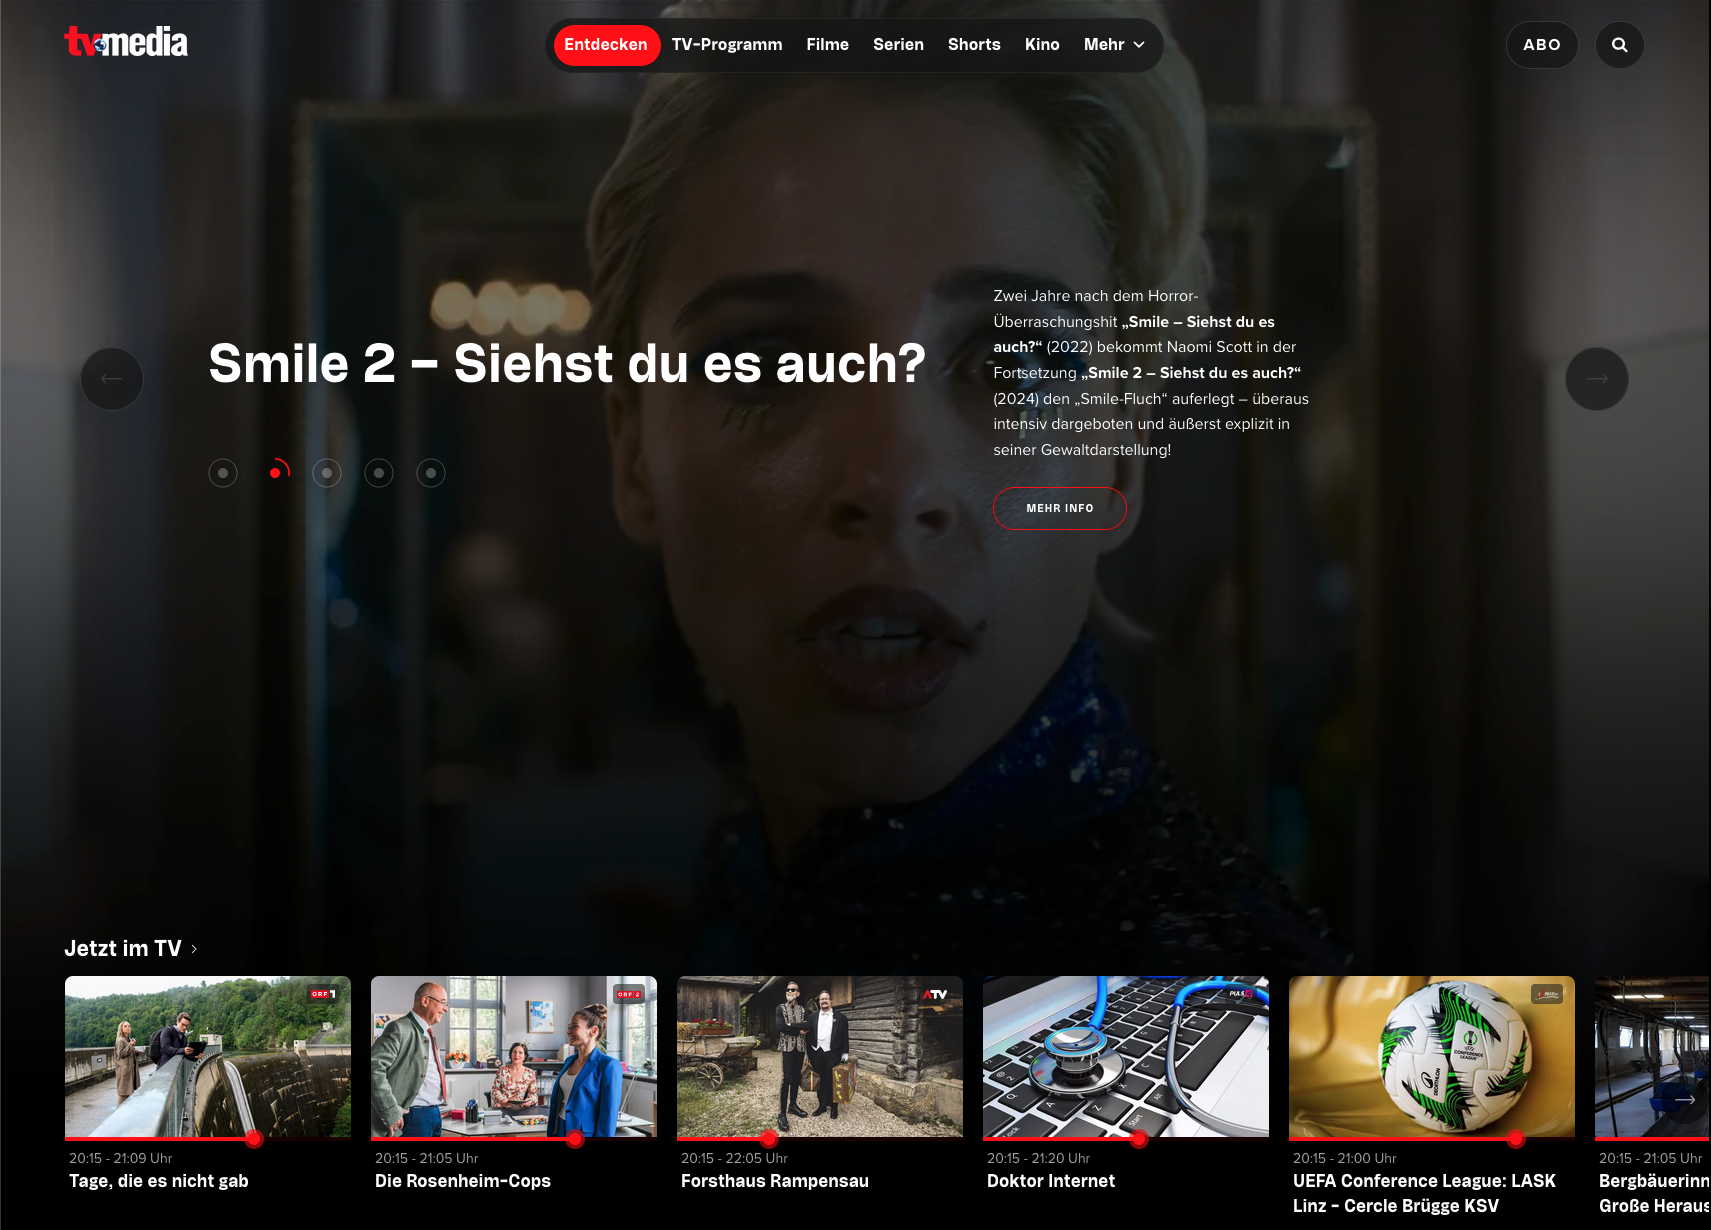 tvmedia
Entdecken TV-Programm Filme Serien Shorts Kino Mehr
ABO
Smile 2 – Siehst du es auch?
Zwei Jahre nach dem Horror-
Überraschungshit „Smile – Siehst du es
auch?“ (2022) bekommt Naomi Scott in der
Fortsetzung „Smile 2 – Siehst du es auch?“
(2024) den „Smile-Fluch“ auferlegt – überaus
intensiv dargeboten und äußerst explizit in
seiner Gewaltdarstellung!
MEHR INFO
Jetzt im TV
ORF 1
20:15 - 21:09 Uhr
Tage, die es nicht gab
ORF 2
20:15 - 21:05 Uhr
Die Rosenheim-Cops
ATV
20:15 - 22:05 Uhr
Forsthaus Rampensau
PULS 4
Start
Alt
20:15 - 21:20 Uhr
Doktor Internet
CONFERENCE
LEAGUE
DECATHLON
20:15 - 21:00 Uhr
UEFA Conference League: LASK
Linz - Cercle Brügge KSV
20:15 - 21:05 Uhr
Bergbäuerinn
Große Heraus